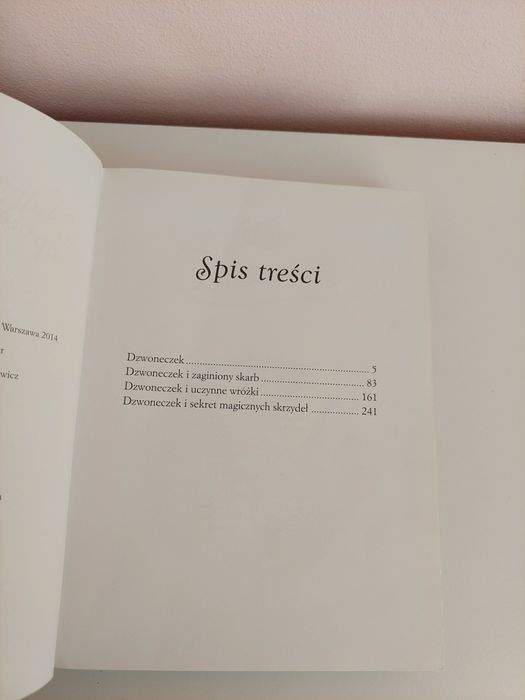 Warszawa 2014
r
wicz
Spis treści
Dzwoneczek........................................................ 5
Dzwoneczek i zaginiony skarb............................... 83
Dzwoneczek i uczynne wróżki.............................. 161
Dzwoneczek i sekret magicznych skrzydeł ................ 241